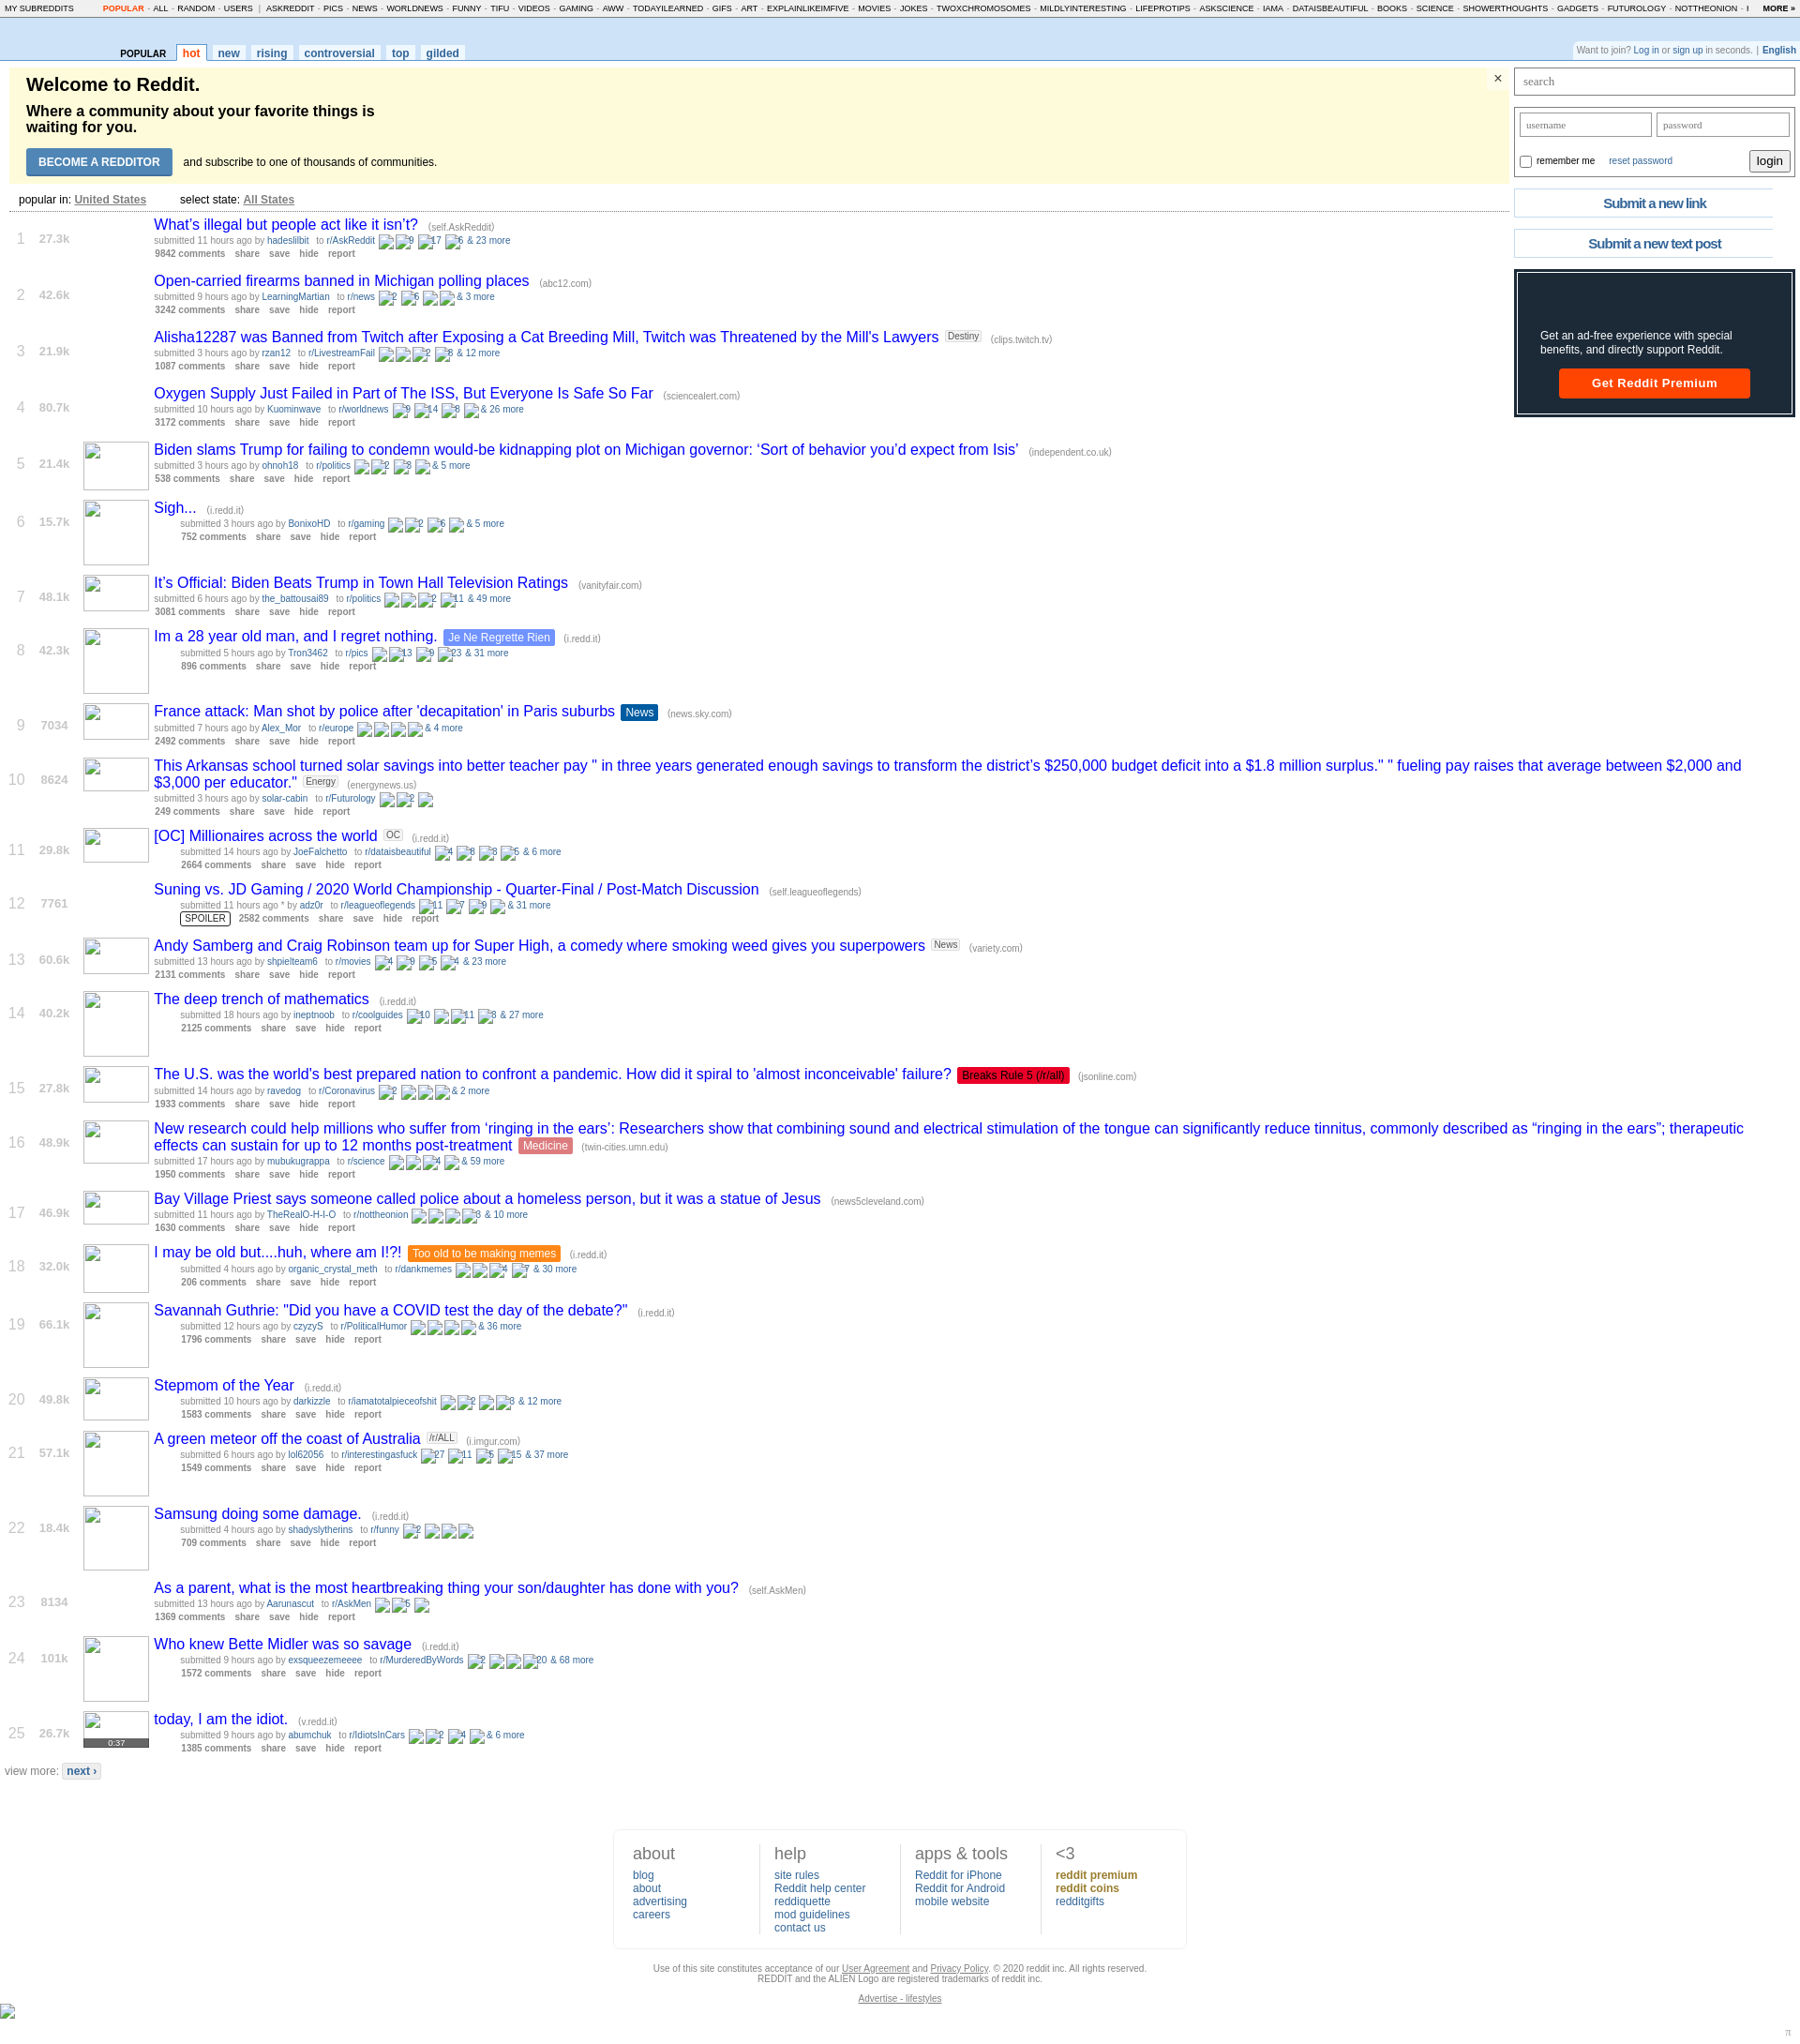 MY SUBREDDITS POPULAR - ALL - RANDOM - USERS | ASKREDDIT - PICS - NEWS - WORLDNEWS - FUNNY - TIFU - VIDEOS - GAMING - AWW - TODAYILEARNED - GIFS - ART - EXPLAINLIKEIMFIVE - MOVIES - JOKES - TWOXCHROMOSOMES - MILDLYINTERESTING - LIFEPROTIPS - ASKSCIENCE - IAMA - DATAISBEAUTIFUL - BOOKS - SCIENCE - SHOWERTHOUGHTS - GADGETS - FUTUROLOGY - NOTTHEONION - MORE »
POPULAR hot new rising controversial top gilded
Want to join? Log in or sign up in seconds. | English
Welcome to Reddit.
Where a community about your favorite things is
waiting for you.
BECOME A REDDITOR and subscribe to one of thousands of communities.
×
search
username password
remember me reset password login
Submit a new link
Submit a new text post
Get an ad-free experience with special
benefits, and directly support Reddit.
Get Reddit Premium
popular in: United States select state: All States
1 27.3k What’s illegal but people act like it isn’t? (self.AskReddit)
submitted 11 hours ago by hadeslilbit to r/AskReddit 9 17 6 & 23 more
9842 comments share save hide report
2 42.6k Open-carried firearms banned in Michigan polling places (abc12.com)
submitted 9 hours ago by LearningMartian to r/news 2 6 & 3 more
3242 comments share save hide report
3 21.9k Alisha12287 was Banned from Twitch after Exposing a Cat Breeding Mill, Twitch was Threatened by the Mill's Lawyers Destiny (clips.twitch.tv)
submitted 3 hours ago by rzan12 to r/LivestreamFail 2 8 & 12 more
1087 comments share save hide report
4 80.7k Oxygen Supply Just Failed in Part of The ISS, But Everyone Is Safe So Far (sciencealert.com)
submitted 10 hours ago by Kuominwave to r/worldnews 9 14 8 & 26 more
3172 comments share save hide report
5 21.4k Biden slams Trump for failing to condemn would-be kidnapping plot on Michigan governor: ‘Sort of behavior you’d expect from Isis’ (independent.co.uk)
submitted 3 hours ago by ohnoh18 to r/politics 2 3 & 5 more
538 comments share save hide report
6 15.7k Sigh... (i.redd.it)
submitted 3 hours ago by BonixoHD to r/gaming 2 6 & 5 more
752 comments share save hide report
7 48.1k It’s Official: Biden Beats Trump in Town Hall Television Ratings (vanityfair.com)
submitted 6 hours ago by the_battousai89 to r/politics 2 11 & 49 more
3081 comments share save hide report
8 42.3k Im a 28 year old man, and I regret nothing. Je Ne Regrette Rien (i.redd.it)
submitted 5 hours ago by Tron3462 to r/pics 13 9 23 & 31 more
896 comments share save hide report
9 7034 France attack: Man shot by police after 'decapitation' in Paris suburbs News (news.sky.com)
submitted 7 hours ago by Alex_Mor to r/europe & 4 more
2492 comments share save hide report
10 8624 This Arkansas school turned solar savings into better teacher pay " in three years generated enough savings to transform the district’s $250,000 budget deficit into a $1.8 million surplus." " fueling pay raises that average between $2,000 and
$3,000 per educator." Energy (energynews.us)
submitted 3 hours ago by solar-cabin to r/Futurology 2
249 comments share save hide report
11 29.8k [OC] Millionaires across the world OC (i.redd.it)
submitted 14 hours ago by JoeFalchetto to r/dataisbeautiful 4 8 3 5 & 6 more
2664 comments share save hide report
12 7761 Suning vs. JD Gaming / 2020 World Championship - Quarter-Final / Post-Match Discussion (self.leagueoflegends)
submitted 11 hours ago * by adz0r to r/leagueoflegends 11 7 9 & 31 more
SPOILER 2582 comments share save hide report
13 60.6k Andy Samberg and Craig Robinson team up for Super High, a comedy where smoking weed gives you superpowers News (variety.com)
submitted 13 hours ago by shpielteam6 to r/movies 4 9 5 4 & 23 more
2131 comments share save hide report
14 40.2k The deep trench of mathematics (i.redd.it)
submitted 18 hours ago by ineptnoob to r/coolguides 10 11 8 & 27 more
2125 comments share save hide report
15 27.8k The U.S. was the world's best prepared nation to confront a pandemic. How did it spiral to 'almost inconceivable' failure? Breaks Rule 5 (/r/all) (jsonline.com)
submitted 14 hours ago by ravedog to r/Coronavirus 2 & 2 more
1933 comments share save hide report
16 48.9k New research could help millions who suffer from ‘ringing in the ears’: Researchers show that combining sound and electrical stimulation of the tongue can significantly reduce tinnitus, commonly described as “ringing in the ears”; therapeutic
effects can sustain for up to 12 months post-treatment Medicine (twin-cities.umn.edu)
submitted 17 hours ago by mubukugrappa to r/science 4 & 59 more
1950 comments share save hide report
17 46.9k Bay Village Priest says someone called police about a homeless person, but it was a statue of Jesus (news5cleveland.com)
submitted 11 hours ago by TheRealO-H-I-O to r/nottheonion 3 & 10 more
1630 comments share save hide report
18 32.0k I may be old but....huh, where am I!?! Too old to be making memes (i.redd.it)
submitted 4 hours ago by organic_crystal_meth to r/dankmemes 4 7 & 30 more
206 comments share save hide report
19 66.1k Savannah Guthrie: "Did you have a COVID test the day of the debate?" (i.redd.it)
submitted 12 hours ago by czyzyS to r/PoliticalHumor & 36 more
1796 comments share save hide report
20 49.8k Stepmom of the Year (i.redd.it)
submitted 10 hours ago by darkizzle to r/iamatotalpieceofshit 2 3 & 12 more
1583 comments share save hide report
21 57.1k A green meteor off the coast of Australia /r/ALL (i.imgur.com)
submitted 6 hours ago by lol62056 to r/interestingasfuck 27 11 5 15 & 37 more
1549 comments share save hide report
22 18.4k Samsung doing some damage. (i.redd.it)
submitted 4 hours ago by shadyslytherins to r/funny 2
709 comments share save hide report
23 8134 As a parent, what is the most heartbreaking thing your son/daughter has done with you? (self.AskMen)
submitted 13 hours ago by Aarunascut to r/AskMen 5
1369 comments share save hide report
24 101k Who knew Bette Midler was so savage (i.redd.it)
submitted 9 hours ago by exsqueezemeeee to r/MurderedByWords 2 20 & 68 more
1572 comments share save hide report
25 26.7k today, I am the idiot. (v.redd.it)
submitted 9 hours ago by abumchuk to r/IdiotsInCars 2 4 & 6 more
0:37 1385 comments share save hide report
view more: next ›
about help apps & tools <3
blog site rules Reddit for iPhone reddit premium
about Reddit help center Reddit for Android reddit coins
advertising reddiquette mobile website redditgifts
careers mod guidelines
contact us
Use of this site constitutes acceptance of our User Agreement and Privacy Policy. © 2020 reddit inc. All rights reserved.
REDDIT and the ALIEN Logo are registered trademarks of reddit inc.
Advertise - lifestyles
π